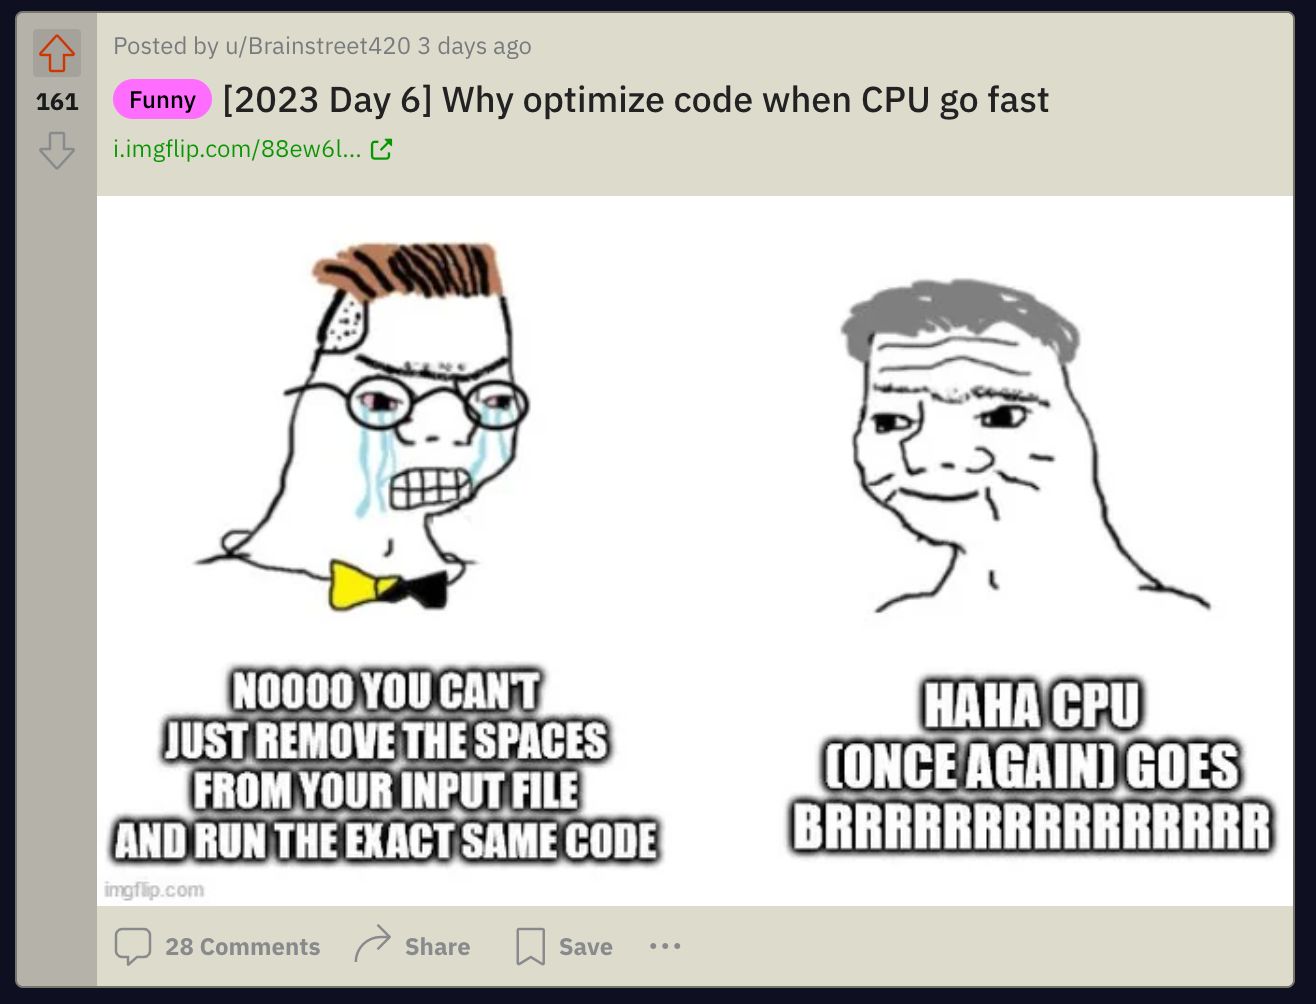 Posted by u/Brainstreet420 3 days ago
161
Funny [2023 Day 6] Why optimize code when CPU go fast
i.imgflip.com/88ew6l...
NOOOO YOU CAN'T
JUST REMOVE THE SPACES
FROM YOUR INPUT FILE
AND RUN THE EXACT SAME CODE
HAHA CPU
(ONCE AGAIN) GOES
BRRRRRRRRRRRRRRRR
imgflip.com
28 Comments Share Save ...